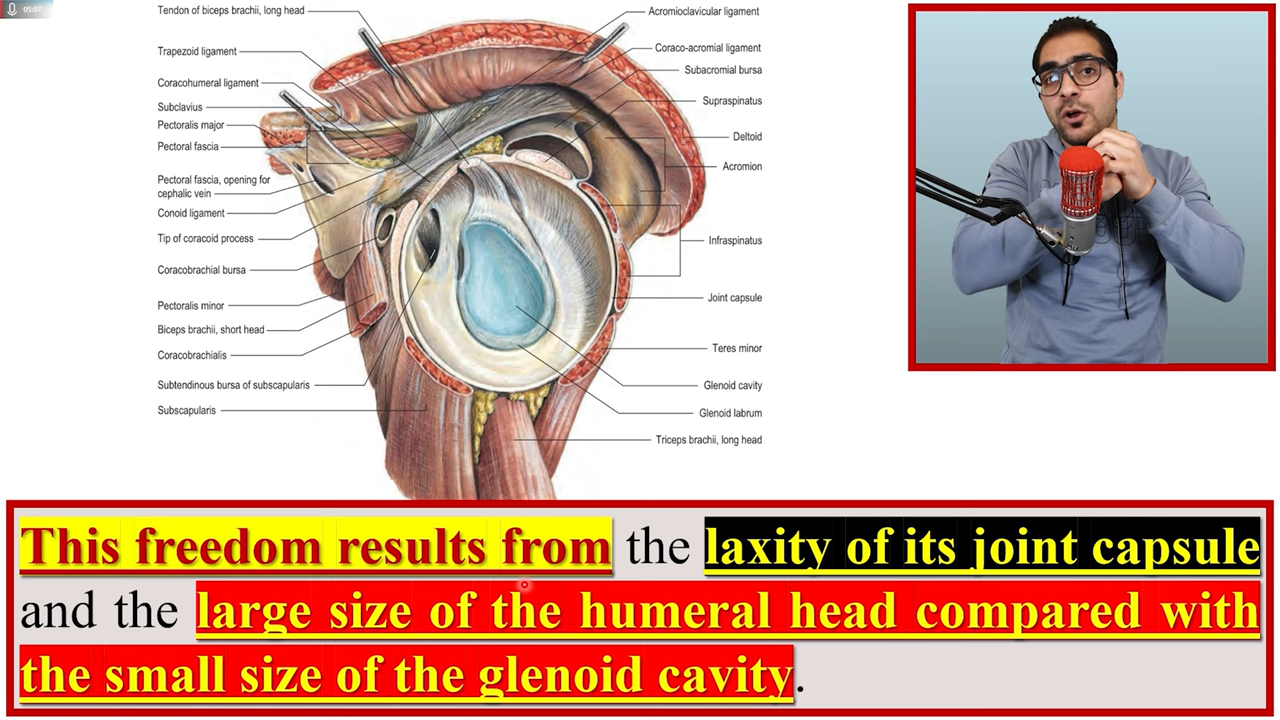 05:07
Tendon of biceps brachii, long head
Trapezoid ligament
Coracohumeral ligament
Subclavius
Pectoralis major
Pectoral fascia
Pectoral fascia, opening for
cephalic vein
Conoid ligament
Tip of coracoid process
Coracobrachial bursa
Pectoralis minor
Biceps brachii, short head
Coracobrachialis
Subtendinous bursa of subscapularis
Subscapularis
Acromioclavicular ligament
Coraco-acromial ligament
Subacromial bursa
Supraspinatus
Deltoid
Acromion
Infraspinatus
Joint capsule
Teres minor
Glenoid cavity
Glenoid labrum
Triceps brachii, long head
This freedom results from the laxity of its joint capsule
and the large size of the humeral head compared with
the small size of the glenoid cavity.